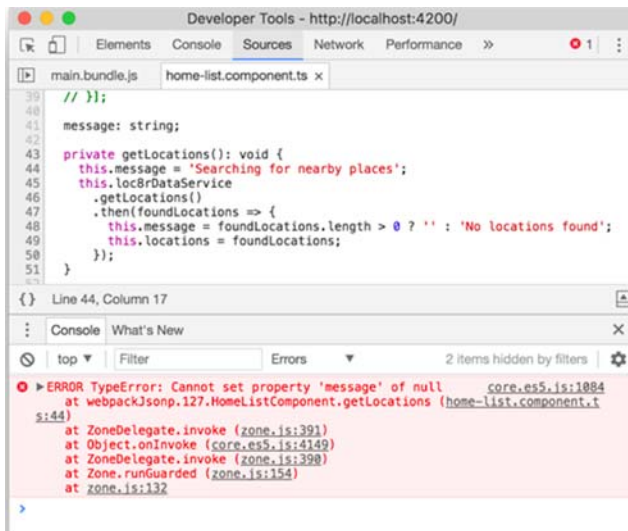 Developer Tools - http://localhost:4200/
Elements Console Sources Network Performance » 1
main.bundle.js home-list.component.ts ×
39 // }];
40
41 message: string;
42
43 private getLocations(): void {
44 this.message = 'Searching for nearby places';
45 this.loc8rDataService
46 .getLocations()
47 .then(foundLocations => {
48 this.message = foundLocations.length > 0 ? '' : 'No locations found';
49 this.locations = foundLocations;
50 });
51 }
{} Line 44, Column 17
Console What's New ×
top ▼ Filter Errors ▼ 2 items hidden by filters
▶ERROR TypeError: Cannot set property 'message' of null core.es5.js:1084
at webpackJsonp.127.HomeListComponent.getLocations (home-list.component.t
s:44)
at ZoneDelegate.invoke (zone.js:391)
at Object.onInvoke (core.es5.js:4149)
at ZoneDelegate.invoke (zone.js:390)
at Zone.runGuarded (zone.js:154)
at zone.js:132
>